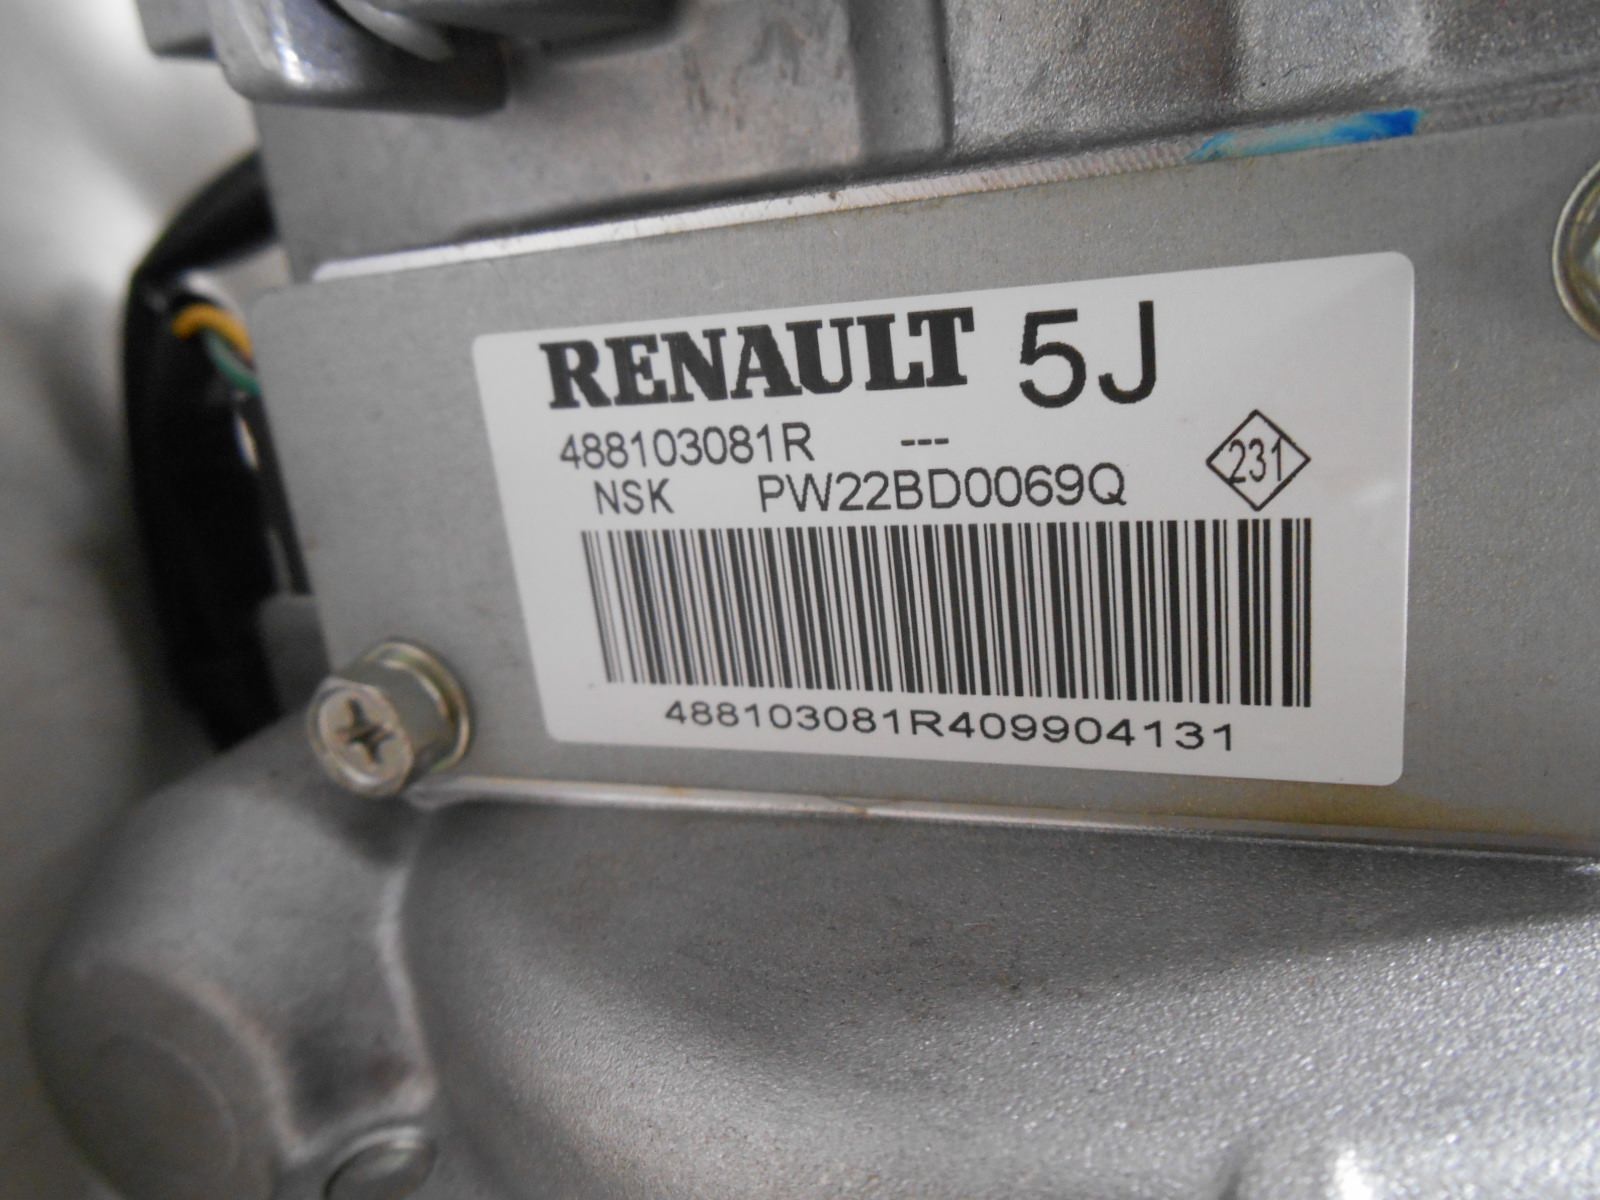 RENAULT 5J
488103081R ---
NSK PW22BD0069Q
231
488103081R409904131